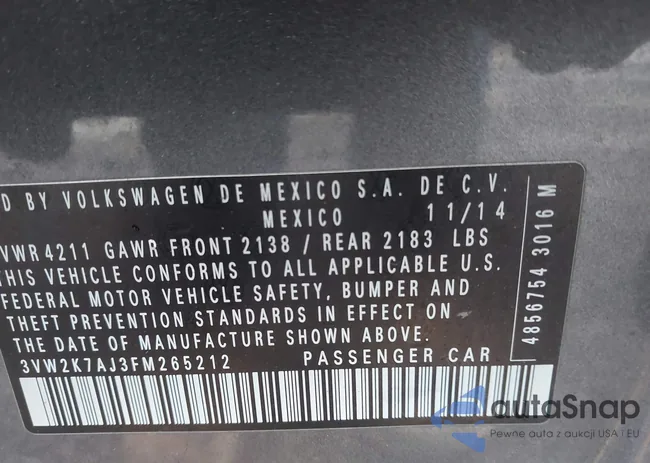 D BY VOLKSWAGEN DE MEXICO S.A. DE C.V.
MEXICO 11/14
VWR 4211 GAWR FRONT 2138 / REAR 2183 LBS
THIS VEHICLE CONFORMS TO ALL APPLICABLE U.S.
FEDERAL MOTOR VEHICLE SAFETY, BUMPER AND
THEFT PREVENTION STANDARDS IN EFFECT ON
THE DATE OF MANUFACTURE SHOWN ABOVE.
3VW2K7AJ3FM265212 PASSENGER CAR
4856754 3016 M
autaSnap
Pewne auta z aukcji USA i EU